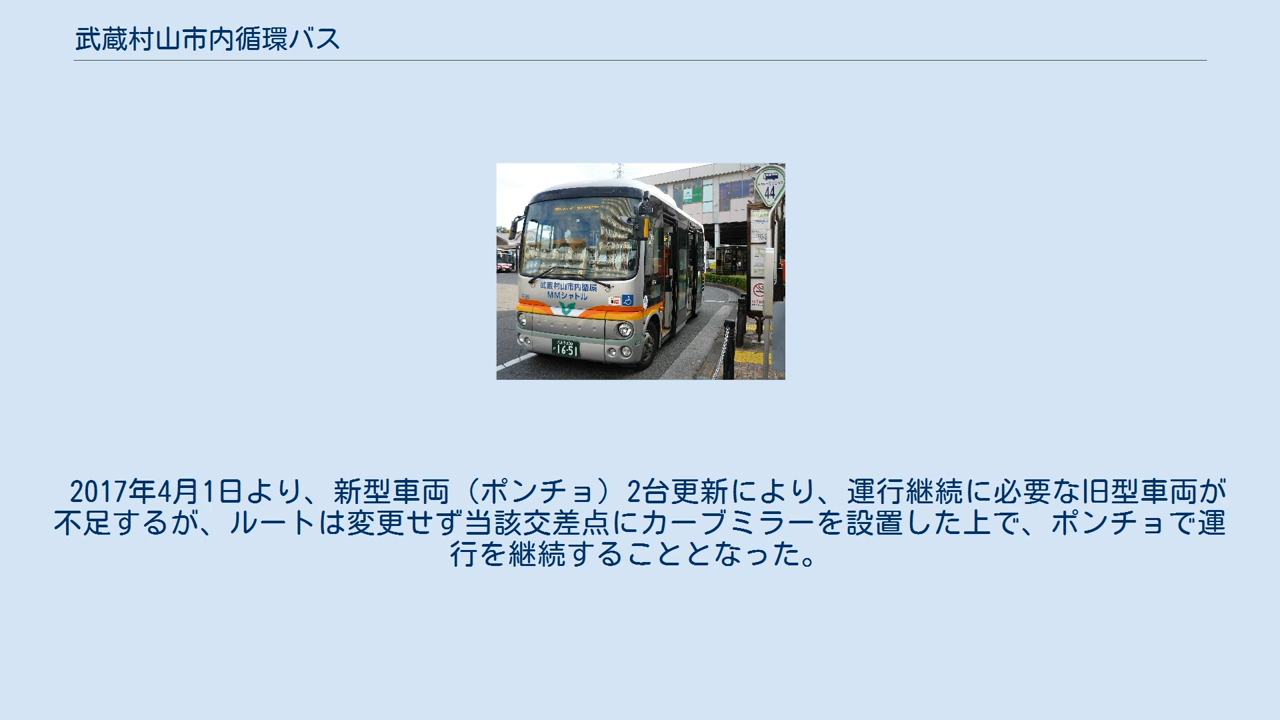 武蔵村山市内循環バス
44
武蔵村山市内循環
MMシャトル
16-51
2017年4月1日より、新型車両（ポンチョ）2台更新により、運行継続に必要な旧型車両が
不足するが、ルートは変更せず当該交差点にカーブミラーを設置した上で、ポンチョで運
行を継続することとなった。